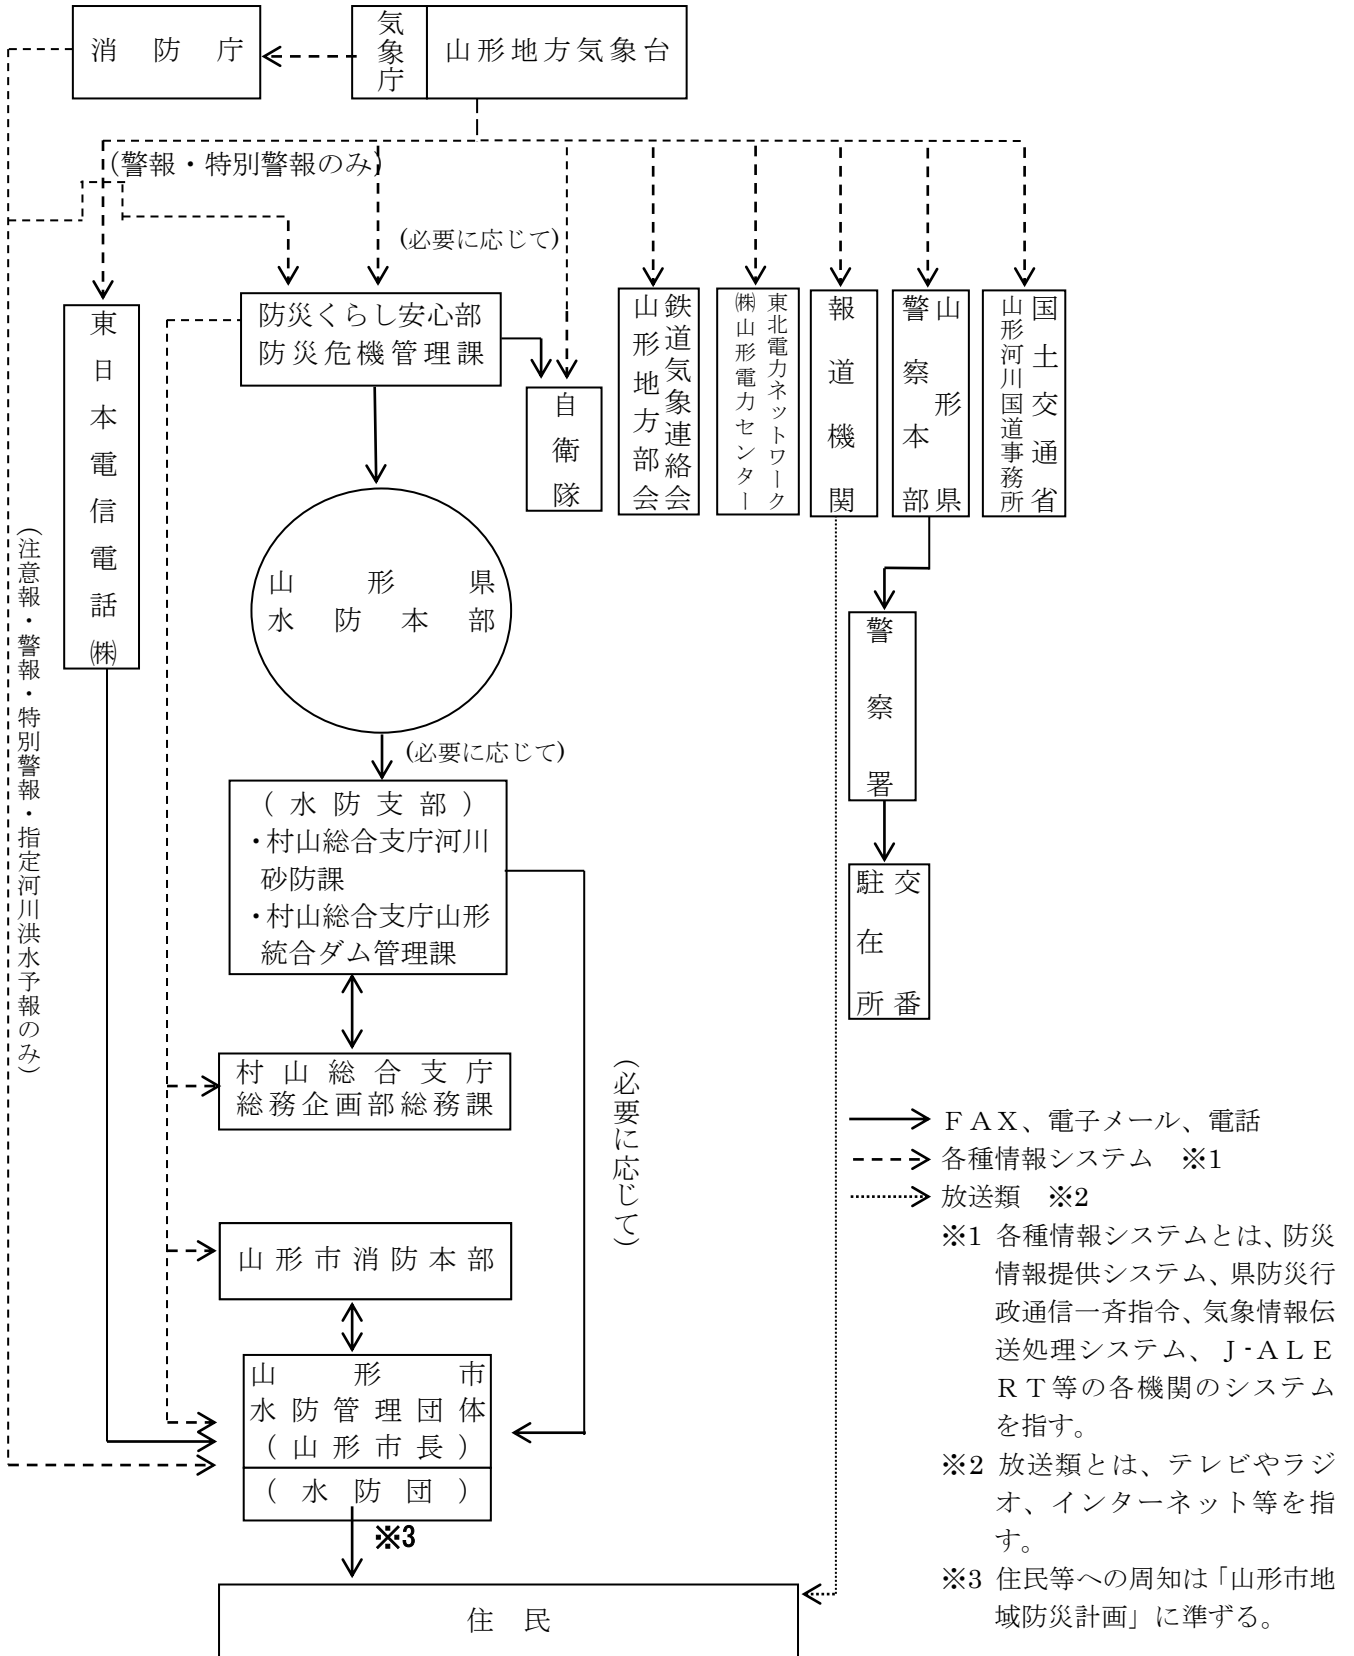 消防庁
気象庁
山形地方気象台
(警報・特別警報のみ)
(必要に応じて)
防災くらし安心部
防災危機管理課
東日本電信電話㈱
自衛隊
鉄道気象連絡会
山形地方部会
東北電力ネットワーク
㈱山形電力センター
報道機関
山形県
警察本部
国土交通省
山形河川国道事務所
(注意報・警報・特別警報・指定河川洪水予報のみ)
山形県
水防本部
警察署
(必要に応じて)
(水防支部)
・村山総合支庁河川
砂防課
・村山総合支庁山形
統合ダム管理課
交番
駐在所
村山総合支庁
総務企画部総務課
(必要に応じて)
山形市消防本部
山形市
水防管理団体
(山形市長)
(水防団)
※3
住民
ＦＡＸ、電子メール、電話
各種情報システム　※1
放送類　※2
※1 各種情報システムとは、防災
情報提供システム、県防災行
政通信一斉指令、気象情報伝
送処理システム、Ｊ-ＡＬＥ
ＲＴ等の各機関のシステム
を指す。
※2 放送類とは、テレビやラジ
オ、インターネット等を指
す。
※3 住民等への周知は「山形市地
域防災計画」に準ずる。